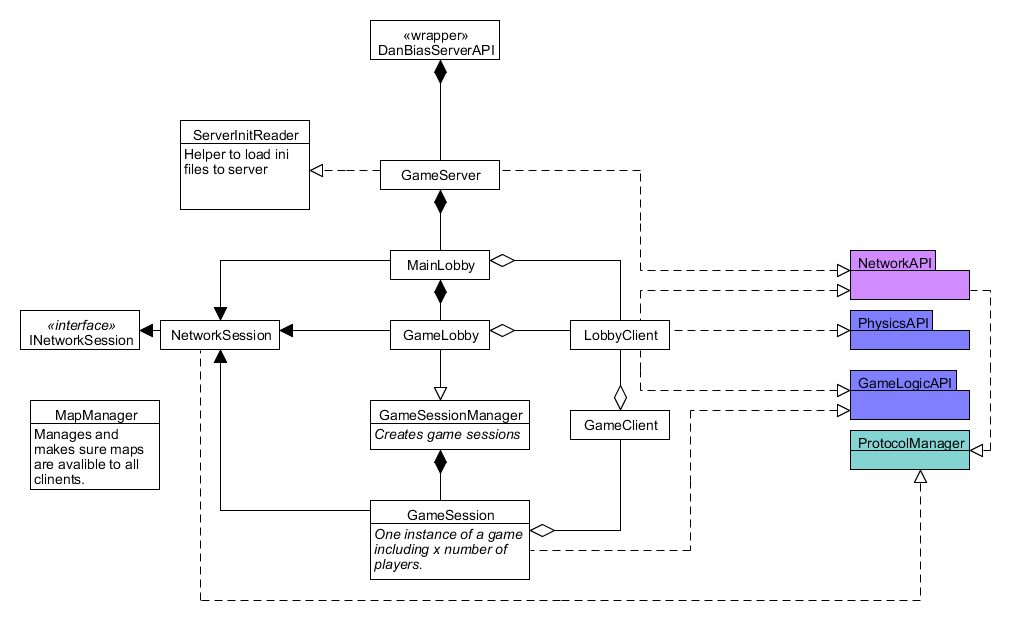 «wrapper»
DanBiasServerAPI
ServerInitReader
Helper to load ini
files to server
GameServer
MainLobby
NetworkAPI
«interface»
INetworkSession
NetworkSession
GameLobby
LobbyClient
PhysicsAPI
GameLogicAPI
MapManager
Manages and
makes sure maps
are avalible to all
clinents.
GameSessionManager
Creates game sessions
GameClient
ProtocolManager
GameSession
One instance of a game
including x number of
players.